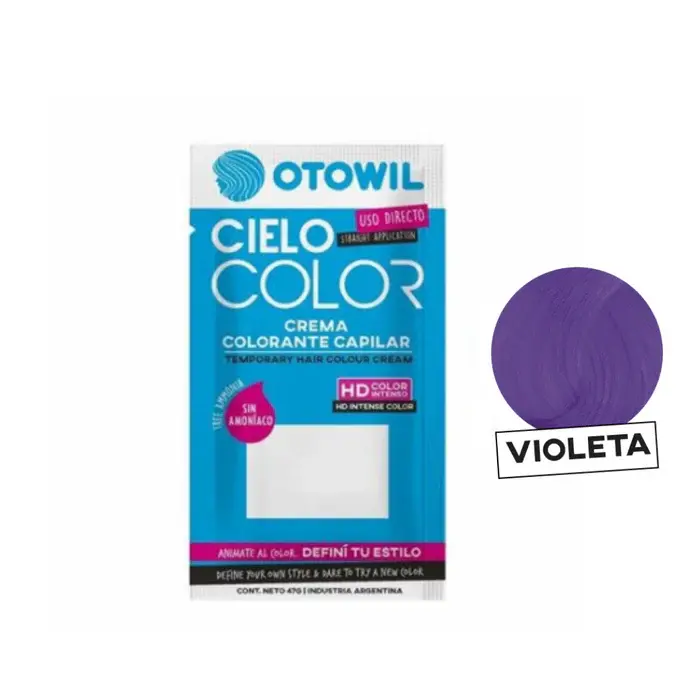 OTOWIL
USO DIRECTO
STRAIGHT APPLICATION
CIELO
COLOR
CREMA
COLORANTE CAPILAR
TEMPORARY HAIR COLOUR CREAM
FREE AMMONIA
SIN
AMONÍACO
HD COLOR
INTENSO
HD INTENSE COLOR
VIOLETA
ANIMATE AL COLOR. DEFINÍ TU ESTILO
DEFINE YOUR OWN STYLE & DARE TO TRY A NEW COLOR
CONT. NETO 47G | INDUSTRIA ARGENTINA